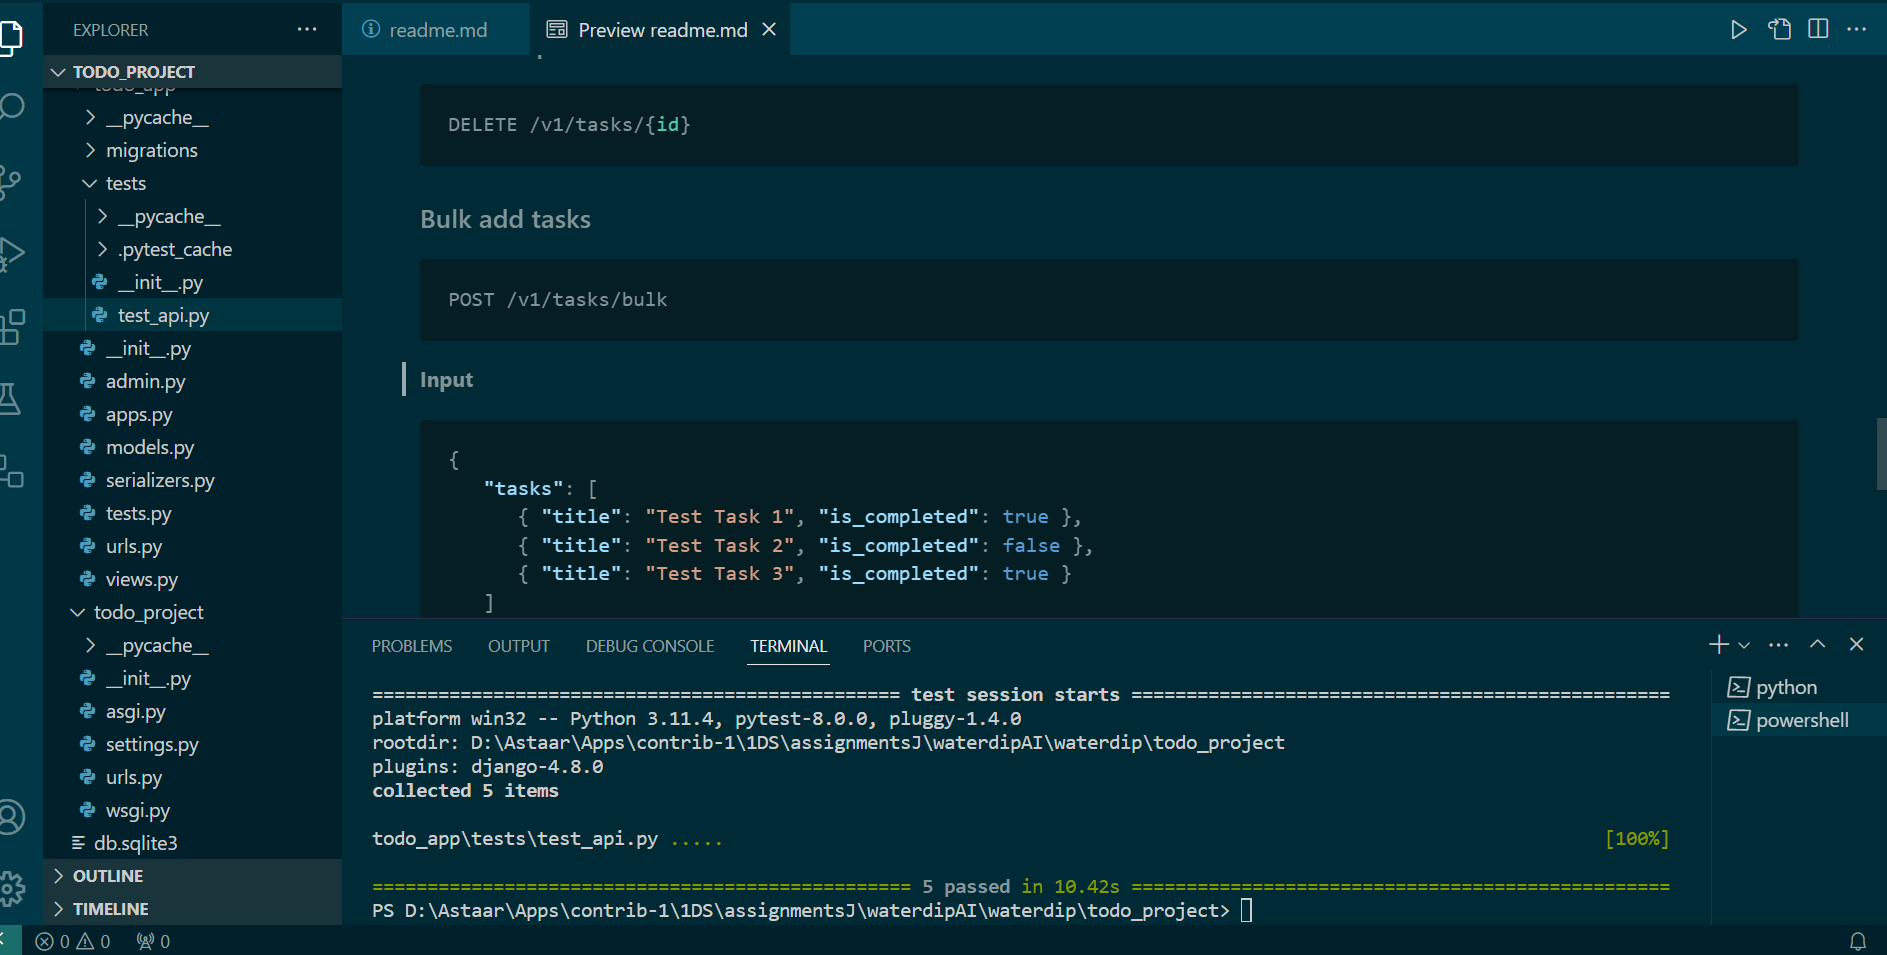 EXPLORER
readme.md
Preview readme.md
TODO_PROJECT
todo_app
__pycache__
migrations
tests
__pycache__
.pytest_cache
__init__.py
test_api.py
__init__.py
admin.py
apps.py
models.py
serializers.py
tests.py
urls.py
views.py
todo_project
__pycache__
__init__.py
asgi.py
settings.py
urls.py
wsgi.py
db.sqlite3
OUTLINE
TIMELINE
DELETE /v1/tasks/{id}
Bulk add tasks
POST /v1/tasks/bulk
Input
{
"tasks": [
{ "title": "Test Task 1", "is_completed": true },
{ "title": "Test Task 2", "is_completed": false },
{ "title": "Test Task 3", "is_completed": true }
]
PROBLEMS OUTPUT DEBUG CONSOLE TERMINAL PORTS
================================================ test session starts =================================================
platform win32 -- Python 3.11.4, pytest-8.0.0, pluggy-1.4.0
rootdir: D:\Astaar\Apps\contrib-1\1DS\assignmentsJ\waterdipAI\waterdip\todo_project
plugins: django-4.8.0
collected 5 items
todo_app\tests\test_api.py ..... [100%]
================================================= 5 passed in 10.42s =================================================
PS D:\Astaar\Apps\contrib-1\1DS\assignmentsJ\waterdipAI\waterdip\todo_project>
python
powershell
0 0 0